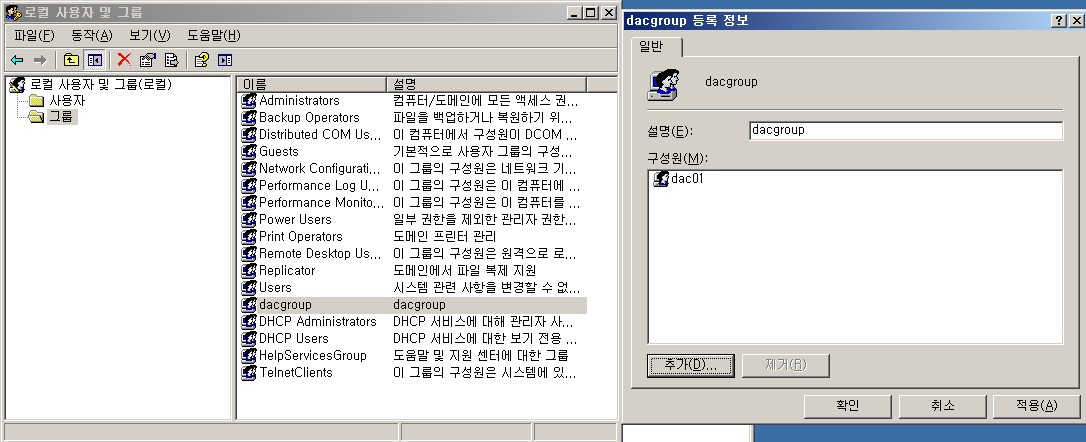 로컬 사용자 및 그룹
파일(F) 동작(A) 보기(V) 도움말(H)
로컬 사용자 및 그룹(로컬)
사용자
그룹
이름 설명
Administrators 컴퓨터/도메인에 모든 액세스 권...
Backup Operators 파일을 백업하거나 복원하기 위...
Distributed COM Us... 이 컴퓨터에서 구성원이 DCOM ...
Guests 기본적으로 사용자 그룹의 구성...
Network Configurati... 이 그룹의 구성원은 네트워크 기...
Performance Log U... 이 그룹의 구성원은 이 컴퓨터에 ...
Performance Monito... 이 그룹의 구성원은 이 컴퓨터를 ...
Power Users 일부 권한을 제외한 관리자 권한...
Print Operators 도메인 프린터 관리
Remote Desktop Us... 이 그룹의 구성원은 원격으로 로...
Replicator 도메인에서 파일 복제 지원
Users 시스템 관련 사항을 변경할 수 없...
dacgroup dacgroup
DHCP Administrators DHCP 서비스에 대해 관리자 사...
DHCP Users DHCP 서비스에 대한 보기 전용 ...
HelpServicesGroup 도움말 및 지원 센터에 대한 그룹
TelnetClients 이 그룹의 구성원은 시스템에 있...
dacgroup 등록 정보
일반
dacgroup
설명(E): dacgroup
구성원(M):
dac01
추가(D)... 제거(R)
확인 취소 적용(A)